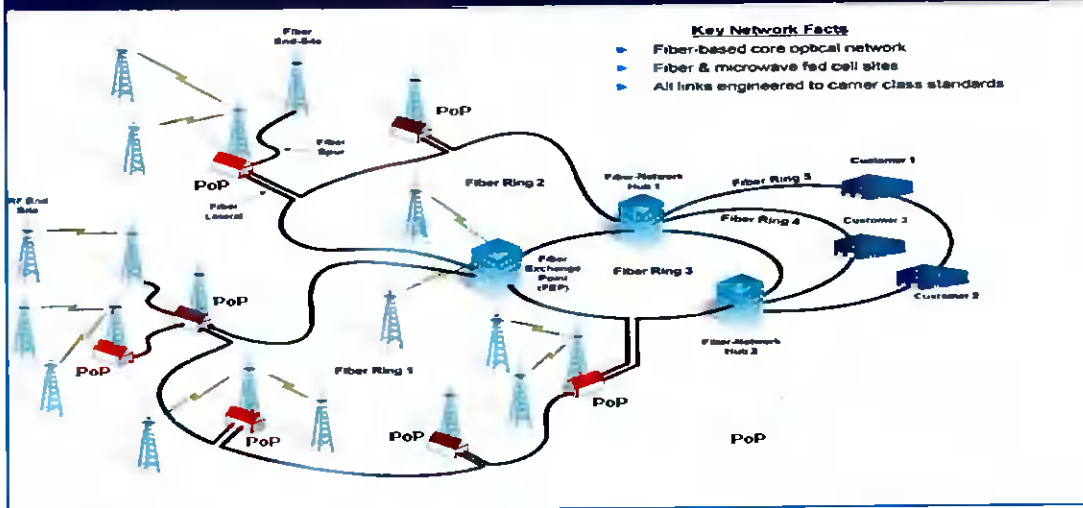 Key Network Facts
Fiber-based core optical network
Fiber & microwave fed cell sites
All links engineered to carrier class standards
Fiber
End-Site
PoP
Fiber
Spur
PoP
Fiber
Lateral
Fiber Ring 2
Fiber-Network
Hub 1
Fiber Ring 5
Customer 1
Fiber Ring 4
Customer 3
RF End
Site
Fiber
Exchange
Point
(FEP)
Fiber Ring 3
Customer 2
PoP
Fiber-Network
Hub 2
PoP
Fiber Ring 1
PoP
PoP
PoP
PoP